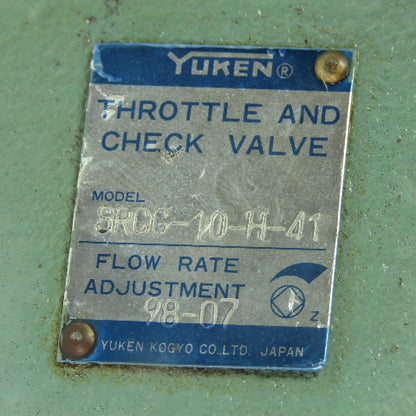 YUKEN®
THROTTLE AND
CHECK VALVE
MODEL
SRCG-10-H-41
FLOW RATE
ADJUSTMENT
98-07
Z
YUKEN KOGYO CO.,LTD. JAPAN